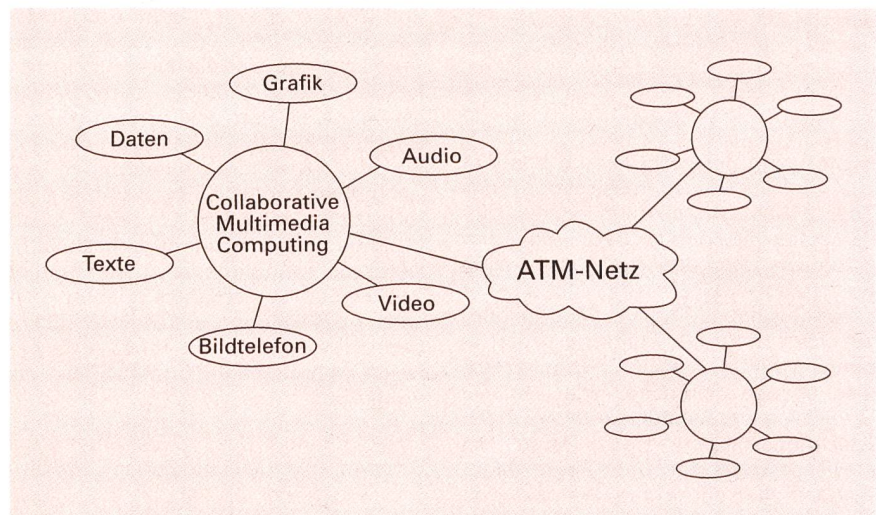 Grafik
Daten
Audio
Collaborative
Multimedia
Computing
Texte
ATM-Netz
Video
Bildtelefon